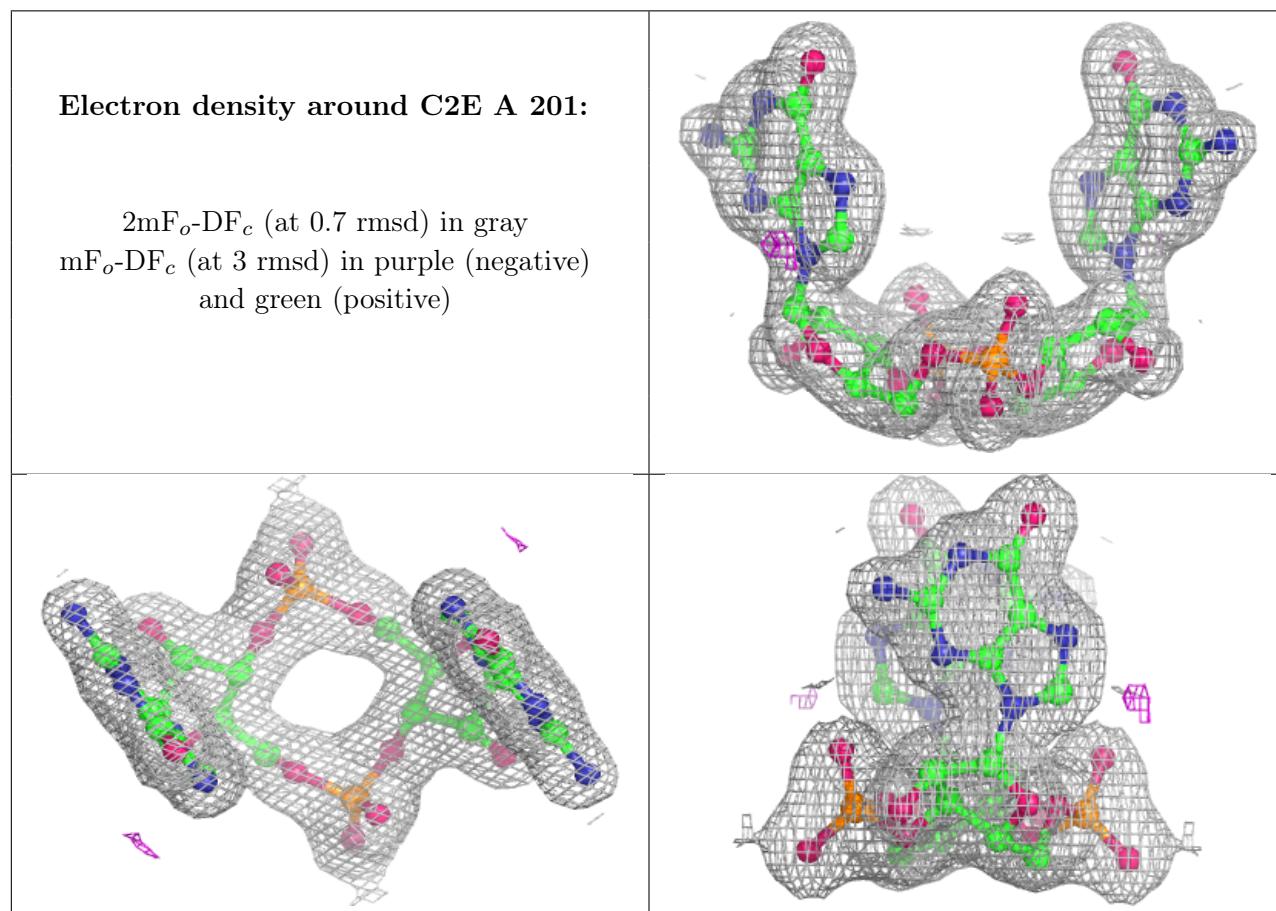 Electron density around C2E A 201:
2mFo-DFc (at 0.7 rmsd) in gray
mFo-DFc (at 3 rmsd) in purple (negative)
and green (positive)